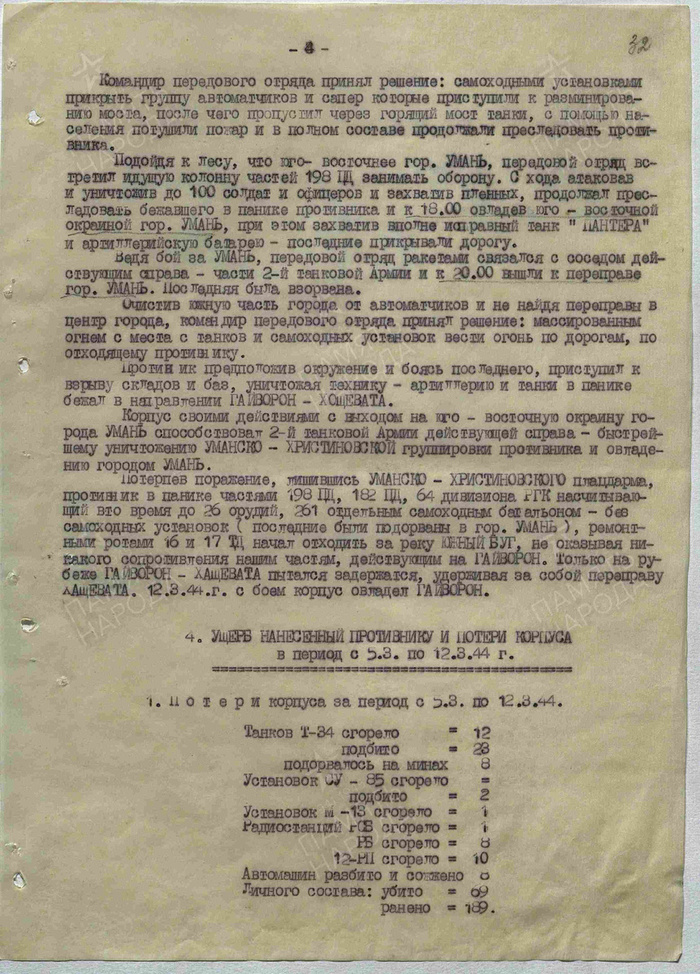 - 4 -
32
Командир передового отряда принял решение: самоходными установками
прикрыть группу автоматчиков и сапер которые приступили к разминирова-
нию моста, после чего пропустил через горящий мост танки, с помощью на-
селения потушили пожар и в полном составе продолжали преследовать проти-
вника.
Подойдя к лесу, что юго- восточнее гор. УМАНЬ, передовой отряд вс-
третил идущую колонну частей 198 ПД занимать оборону. С хода атаковав
и уничтожив до 100 солдат и офицеров и захватив пленных, продолжал прес-
ледовать бежавшего в панике противника и к 18.00 овладев юго - восточной
окраиной гор. УМАНЬ, при этом захватив вполне исправный танк " ПАНТЕРА"
и артиллерийскую батарею - последние прикрывали дорогу.
Ведя бой за УМАНЬ, передовой отряд ракетами связался с соседом дей-
ствующим справа - части 2-й танковой Армии и к 20.00 вышли к переправе
гор. УМАНЬ. Последняя была взорвана.
Очистив южную часть города от автоматчиков и не найдя переправы в
центр города, командир передового отряда принял решение: массированным
огнем с места с танков и самоходных установок вести огонь по дорогам, по
отходящему противнику.
Против ик предположив окружение и боясь последнего, приступил к
взрыву складов и баз, уничтожая технику - артиллерию и танки в панике
бежал в направлении ГАЙВОРОН - ХОЩЕВАТА.
Корпус своими действиями с выходом на юго - восточную окраину го-
рода УМАНЬ способствовал 2-й танковой Армии действующей справа - быстрей-
шему уничтожению УМАНСКО - ХРИСТИНОВСКОЙ группировки противника и овладе-
нию городом УМАНЬ.
Потерпев поражение, лишившись УМАНСКО - ХРИСТИНОВСКОГО плацдарма,
противник в панике частями 198 ПД, 182 ПД, 64 дивизиона РГК насчитываю-
щий вто время до 26 орудий, 261 отдельным самоходным батальоном - без
самоходных установок ( последние были подорваны в гор. УМАНЬ ), ремонт-
ными ротами 16 и 17 ТД начал отходить за реку ЮЖНЫЙ БУГ, не оказывая ни-
какого сопротивления нашим частям, действующим на ГАЙВОРОН. Только на ру-
беже ГАЙВОРОН - ХАЩЕВАТА пытался задержатся, удерживая за собой переправу
ХАЩЕВАТА. 12.3.44.г. с боем корпус овладел ГАЙВОРОН.
4. УЩЕРБ НАНЕСЕННЫЙ ПРОТИВНИКУ И ПОТЕРИ КОРПУСА
в период с 5.3. по 12.3.44 г.
1. П о т е р и корпуса за период с 5.3. по 12.3.44.
Танков Т-34 сгорело = 12
подбито = 28
подорвалось на минах 8
Установок СУ - 85 сгорело =
подбито = 2
Установок М -13 сгорело = 1
Радиостанций РСБ сгорело = 1
РБ сгорело = 8
12-РП сгорело = 10
Автомашин разбито и сожжено
Личного состава: убито = 69
ранено = 189.